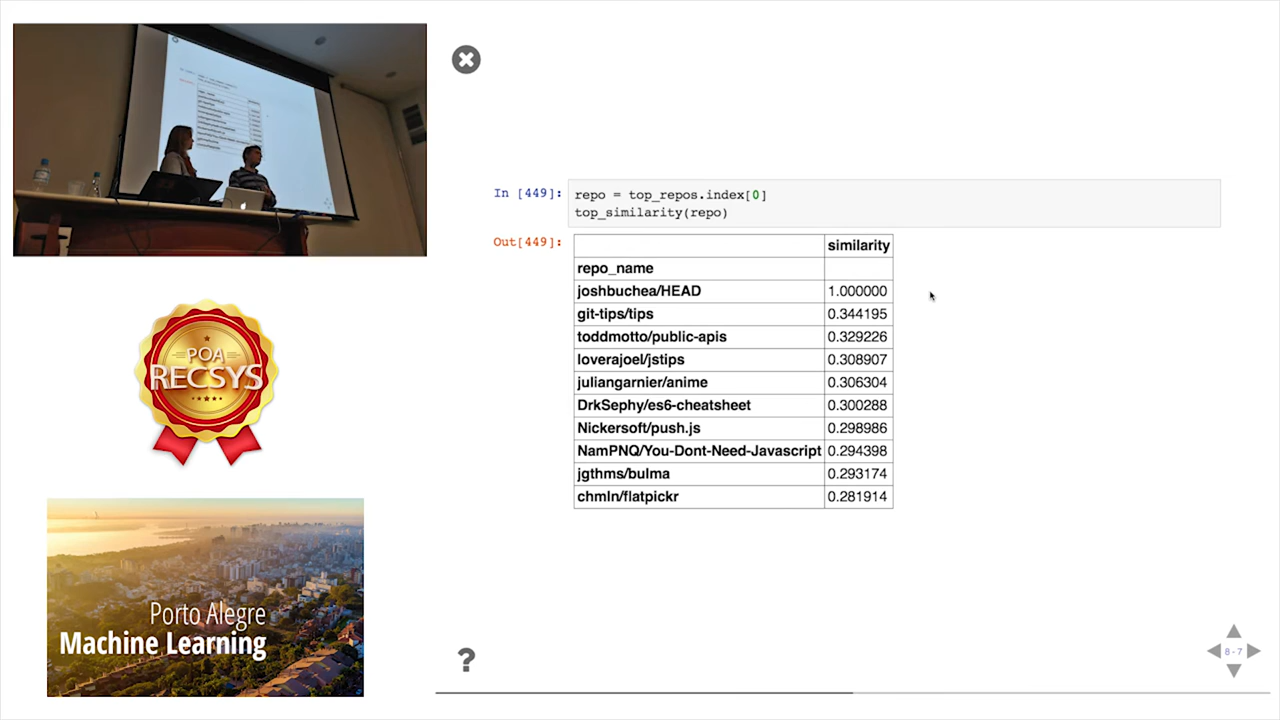 In [449]:
repo = top_repos.index[0]
top_similarity(repo)
Out[449]:
similarity
repo_name
joshbuchea/HEAD 1.000000
git-tips/tips 0.344195
toddmotto/public-apis 0.329226
loverajoel/jstips 0.308907
juliangarnier/anime 0.306304
DrkSephy/es6-cheatsheet 0.300288
Nickersoft/push.js 0.298986
NamPNQ/You-Dont-Need-Javascript 0.294398
jgthms/bulma 0.293174
chmln/flatpickr 0.281914
POA
RECSYS
Porto Alegre
Machine Learning
?
8-7